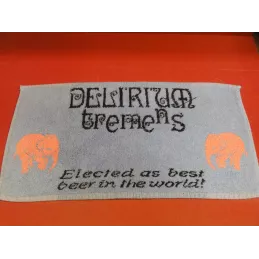 DELIRIUM
tremens
Elected as best
beer in the world!